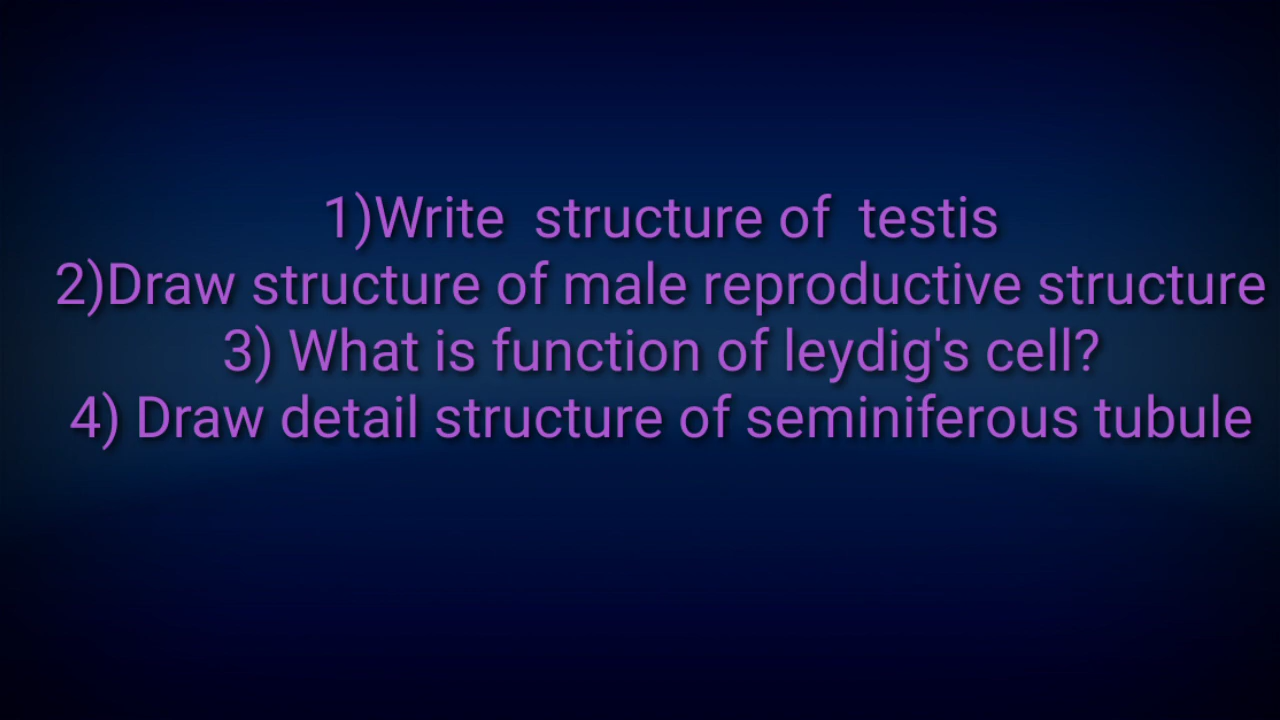 1)Write structure of testis
2)Draw structure of male reproductive structure
3) What is function of leydig's cell?
4) Draw detail structure of seminiferous tubule